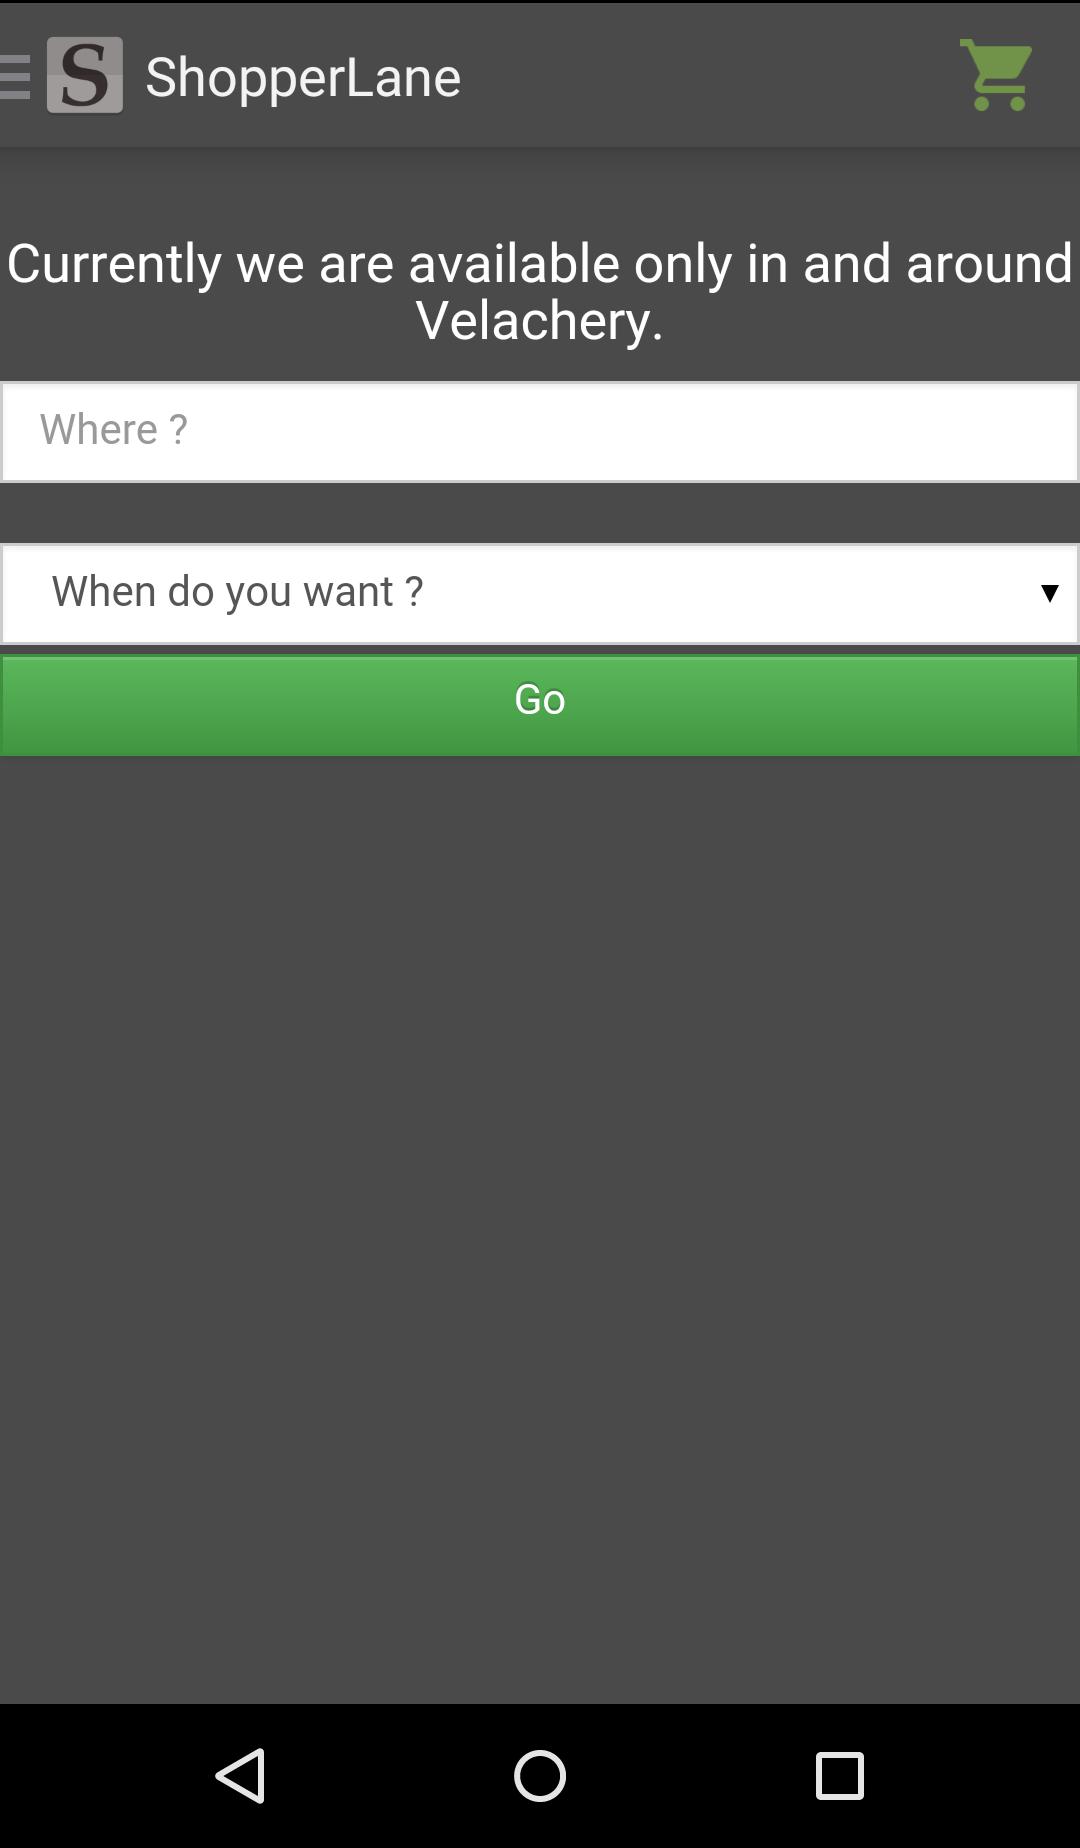 S ShopperLane
Currently we are available only in and around
Velachery.
Where ?
When do you want ?
Go